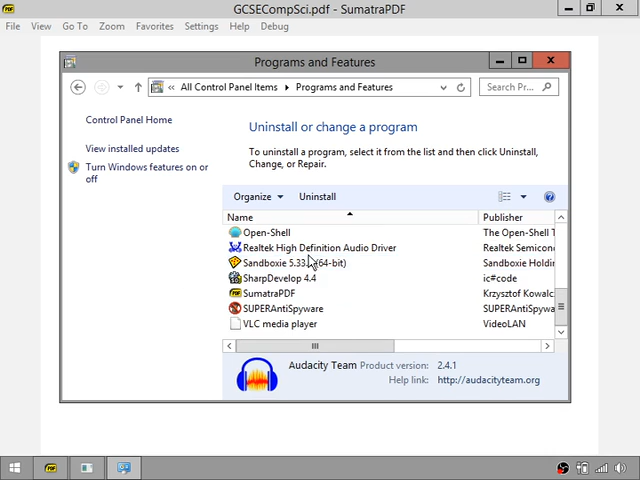 GCSECompSci.pdf - SumatraPDF
File View Go To Zoom Favorites Settings Help Debug
Programs and Features
« All Control Panel Items Programs and Features
Search Pr...
Control Panel Home
View installed updates
Turn Windows features on or
off
Uninstall or change a program
To uninstall a program, select it from the list and then click Uninstall,
Change, or Repair.
Organize Uninstall
Name Publisher
Open-Shell The Open-Shell T
Realtek High Definition Audio Driver Realtek Semicon
Sandboxie 5.33. (64-bit) Sandboxie Holdin
SharpDevelop 4.4 ic#code
SumatraPDF Krzysztof Kowalc
SUPERAntiSpyware SUPERAntiSpywa
VLC media player VideoLAN
Audacity Team Product version: 2.4.1
Help link: http://audacityteam.org